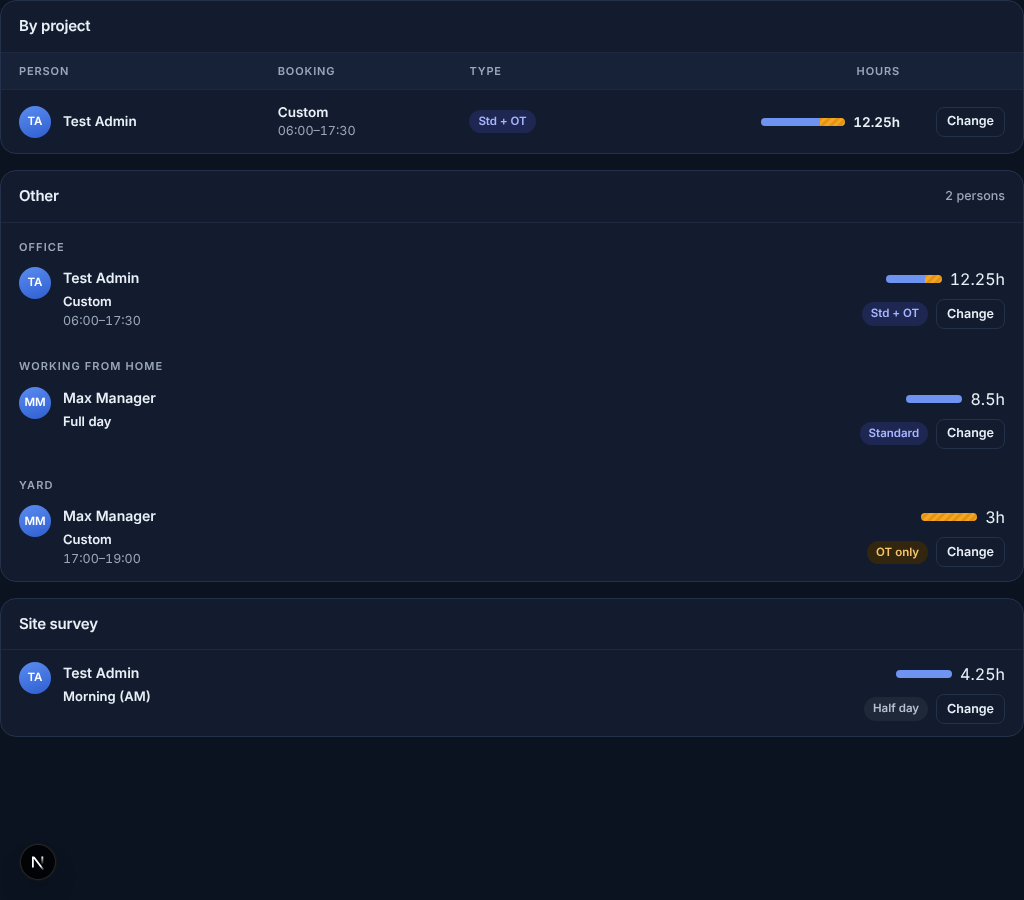 By project
PERSON BOOKING TYPE HOURS
TA Test Admin Custom 06:00–17:30 Std + OT 12.25h Change
Other 2 persons
OFFICE
TA Test Admin 12.25h
Custom Std + OT Change
06:00–17:30
WORKING FROM HOME
MM Max Manager 8.5h
Full day Standard Change
YARD
MM Max Manager 3h
Custom OT only Change
17:00–19:00
Site survey
TA Test Admin 4.25h
Morning (AM) Half day Change
N